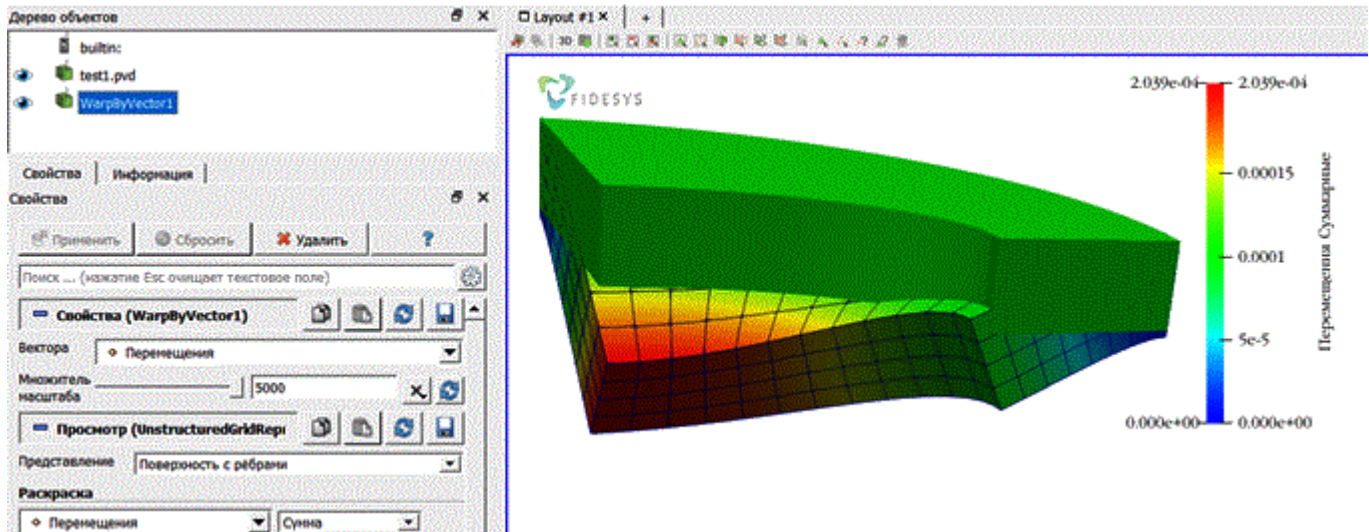 Дерево объектов
builtin:
test1.pvd
WarpByVector1
Свойства
Информация
Свойства
Применить
Сбросить
Удалить
?
Поиск ... (нажатие Esc очищает текстовое поле)
Свойства (WarpByVector1)
Вектора
Перемещения
Множитель масштаба
5000
Просмотр (UnstructuredGridRepr
Представление
Поверхность с рёбрами
Раскраска
Перемещения
Сумма
Layout #1
+
3D
FIDESYS
2.039e-04
2.039e-04
0.00015
0.0001
5e-5
0.000e+00
0.000e+00
Перемещения Суммарные